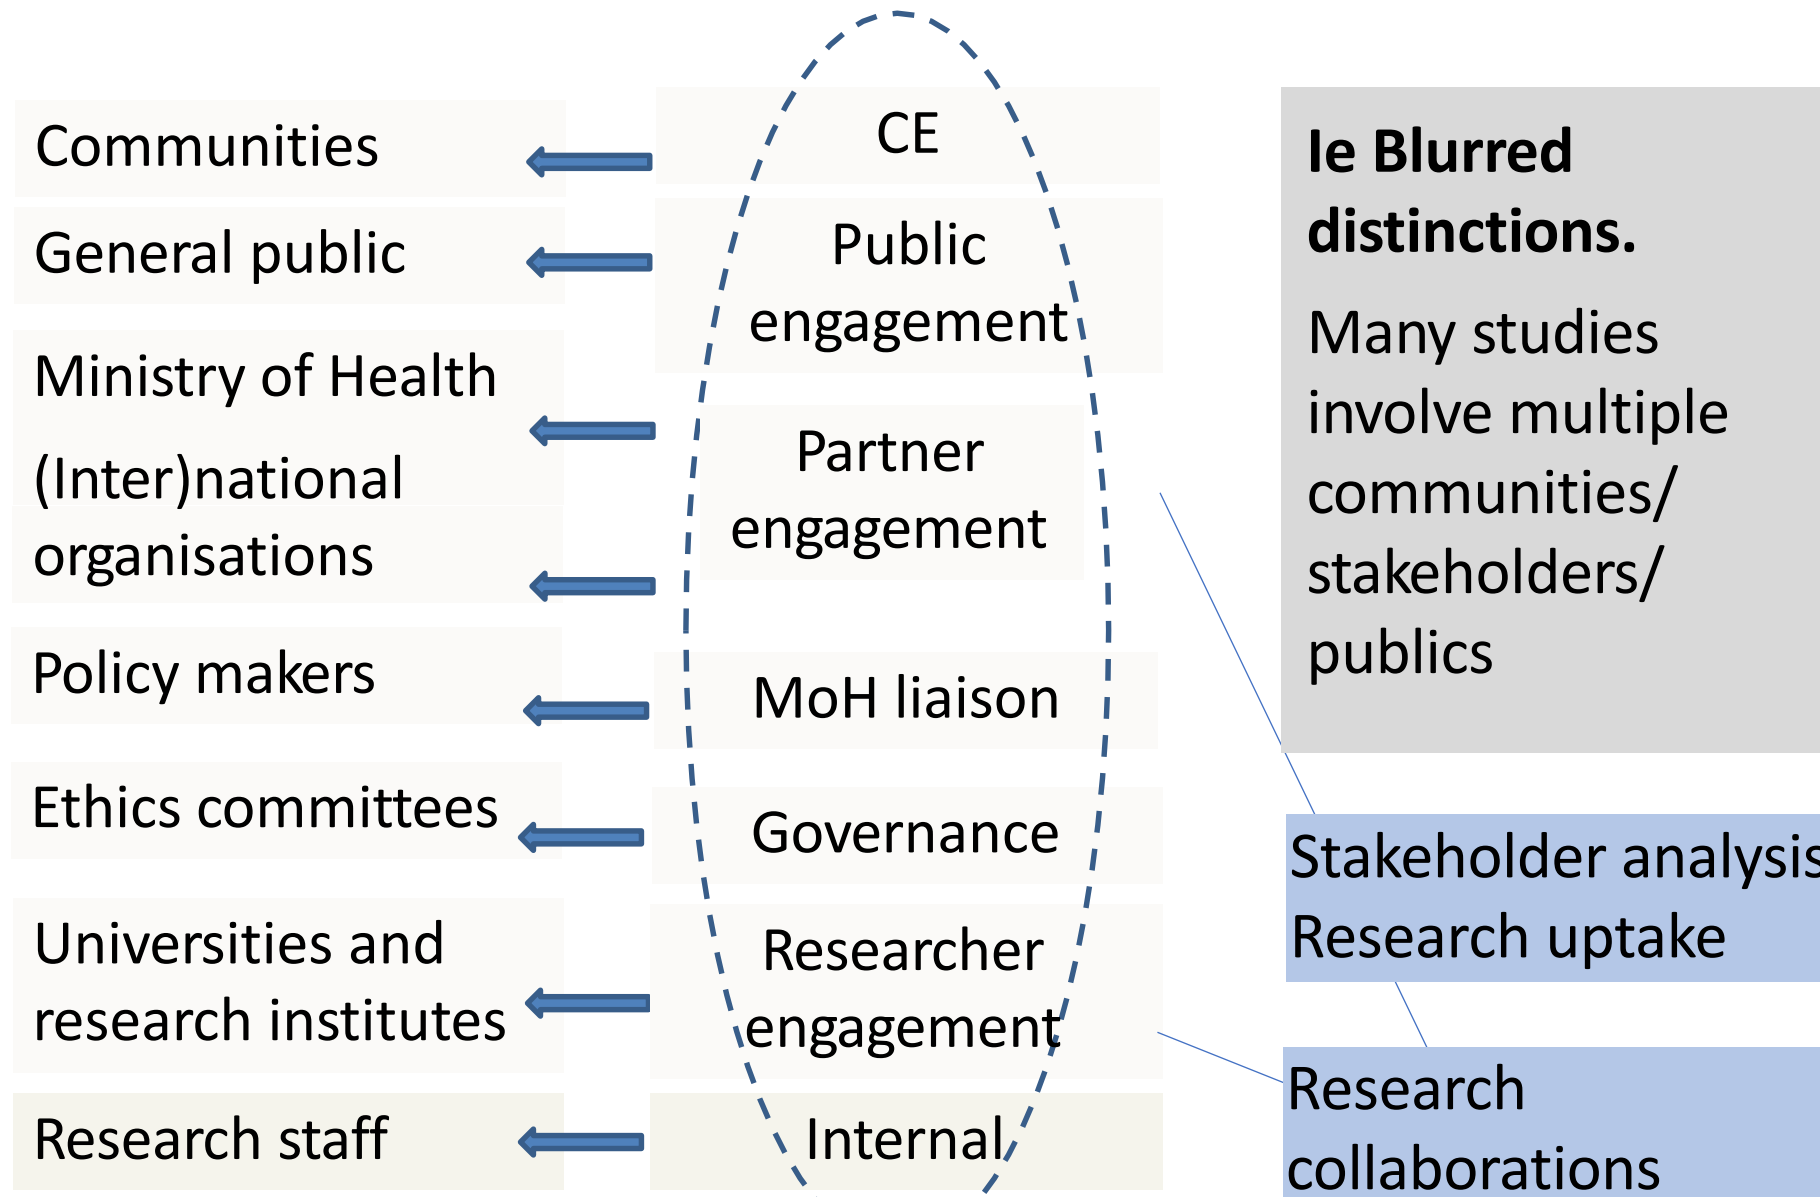 Communities
General public
Ministry of Health
(Inter)national
organisations
Policy makers
Ethics committees
Universities and
research institutes
Research staff
CE
Public
engagement
Partner
engagement
MoH liaison
Governance
Researcher
engagement
Internal
Ie Blurred
distinctions.
Many studies
involve multiple
communities/
stakeholders/
publics
Stakeholder analysis
Research uptake
Research
collaborations